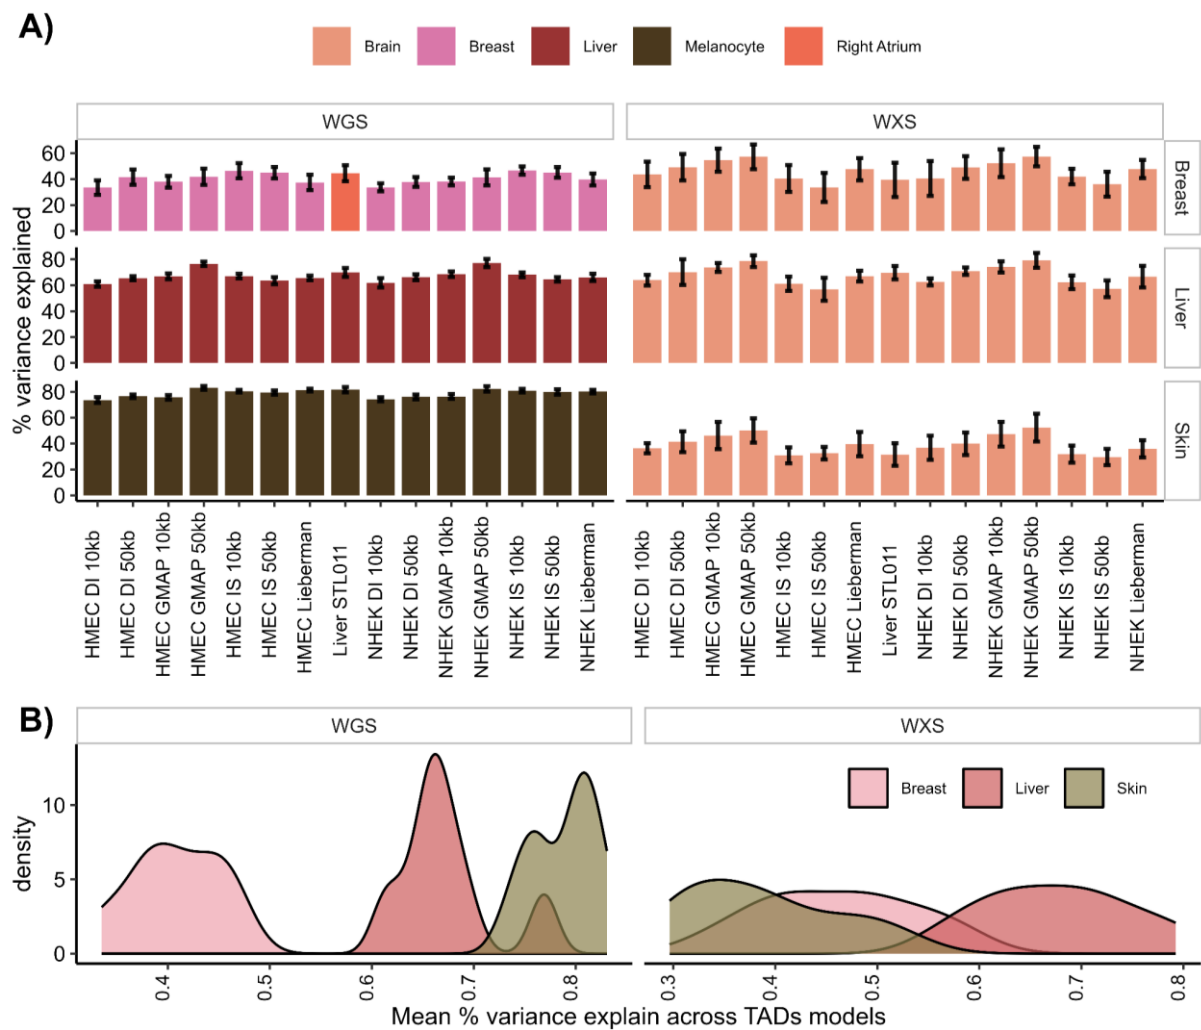 A)
Brain Breast Liver Melanocyte Right Atrium
WGS WXS
% variance explained
60
40
20
0
Breast
80
60
40
20
0
Liver
80
60
40
20
0
Skin
HMEC DI 10kb
HMEC DI 50kb
HMEC GMAP 10kb
HMEC GMAP 50kb
HMEC IS 10kb
HMEC IS 50kb
HMEC Lieberman
Liver STL011
NHEK DI 10kb
NHEK DI 50kb
NHEK GMAP 10kb
NHEK GMAP 50kb
NHEK IS 10kb
NHEK IS 50kb
NHEK Lieberman
HMEC DI 10kb
HMEC DI 50kb
HMEC GMAP 10kb
HMEC GMAP 50kb
HMEC IS 10kb
HMEC IS 50kb
HMEC Lieberman
Liver STL011
NHEK DI 10kb
NHEK DI 50kb
NHEK GMAP 10kb
NHEK GMAP 50kb
NHEK IS 10kb
NHEK IS 50kb
NHEK Lieberman
B)
WGS WXS
Breast Liver Skin
density
10
5
0
0.4 0.5 0.6 0.7 0.8
0.3 0.4 0.5 0.6 0.7 0.8
Mean % variance explain across TADs models